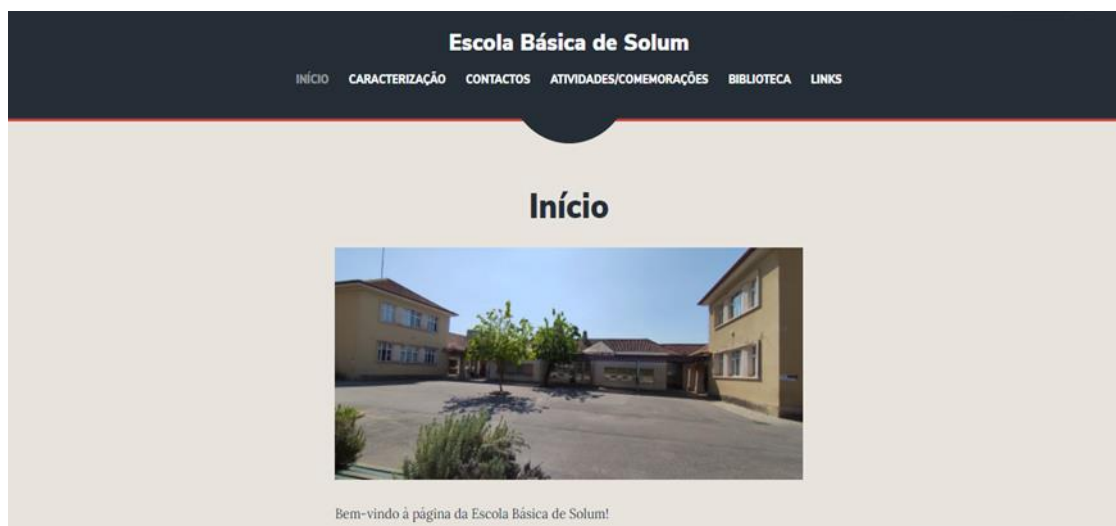 Escola Básica de Solum
INÍCIO CARACTERIZAÇÃO CONTACTOS ATIVIDADES/COMEMORAÇÕES BIBLIOTECA LINKS
Início
Bem-vindo à página da Escola Básica de Solum!